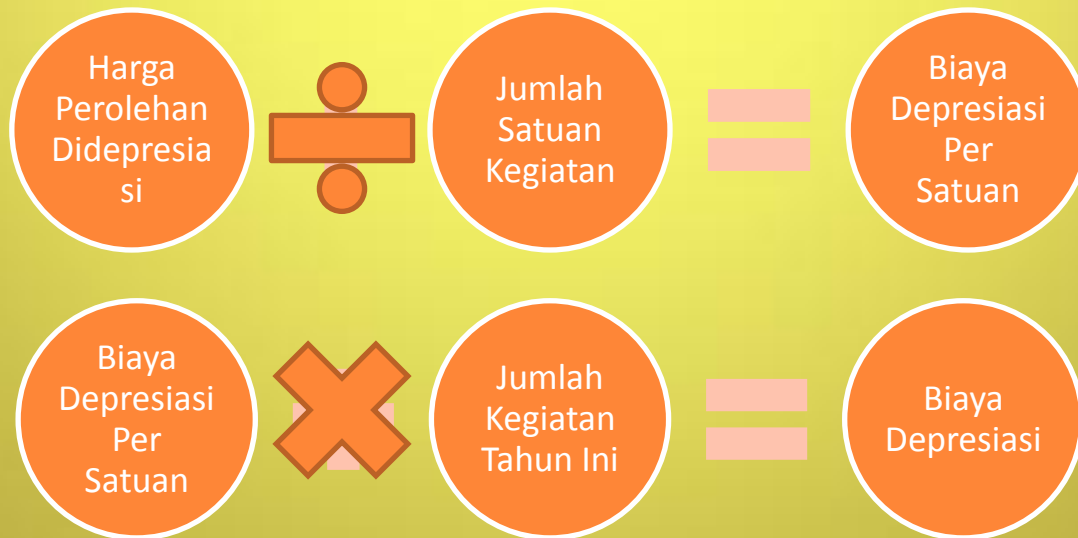 Harga
Perolehan
Didepresia
si
Jumlah
Satuan
Kegiatan
Biaya
Depresiasi
Per
Satuan
Biaya
Depresiasi
Per
Satuan
Jumlah
Kegiatan
Tahun Ini
Biaya
Depresiasi